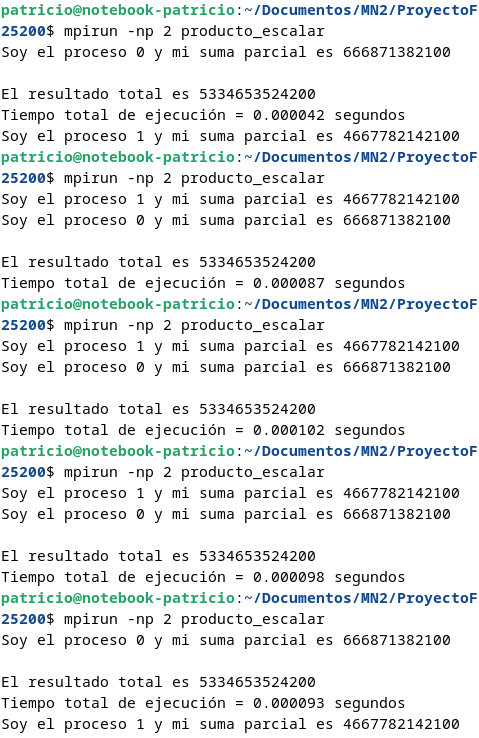 patricio@notebook-patricio:~/Documentos/MN2/ProyectoF
25200$ mpirun -np 2 producto_escalar
Soy el proceso 0 y mi suma parcial es 666871382100

El resultado total es 5334653524200
Tiempo total de ejecución = 0.000042 segundos
Soy el proceso 1 y mi suma parcial es 4667782142100
patricio@notebook-patricio:~/Documentos/MN2/ProyectoF
25200$ mpirun -np 2 producto_escalar
Soy el proceso 1 y mi suma parcial es 4667782142100
Soy el proceso 0 y mi suma parcial es 666871382100

El resultado total es 5334653524200
Tiempo total de ejecución = 0.000087 segundos
patricio@notebook-patricio:~/Documentos/MN2/ProyectoF
25200$ mpirun -np 2 producto_escalar
Soy el proceso 1 y mi suma parcial es 4667782142100
Soy el proceso 0 y mi suma parcial es 666871382100

El resultado total es 5334653524200
Tiempo total de ejecución = 0.000102 segundos
patricio@notebook-patricio:~/Documentos/MN2/ProyectoF
25200$ mpirun -np 2 producto_escalar
Soy el proceso 1 y mi suma parcial es 4667782142100
Soy el proceso 0 y mi suma parcial es 666871382100

El resultado total es 5334653524200
Tiempo total de ejecución = 0.000098 segundos
patricio@notebook-patricio:~/Documentos/MN2/ProyectoF
25200$ mpirun -np 2 producto_escalar
Soy el proceso 0 y mi suma parcial es 666871382100

El resultado total es 5334653524200
Tiempo total de ejecución = 0.000093 segundos
Soy el proceso 1 y mi suma parcial es 4667782142100